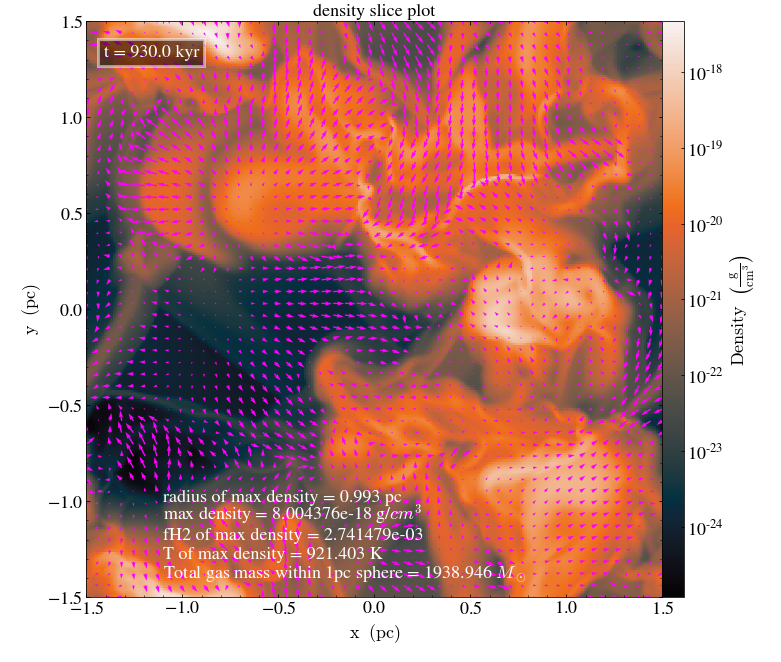 density slice plot
t = 930.0 kyr
1.5
1.0
0.5
0.0
−0.5
−1.0
−1.5
y (pc)
radius of max density = 0.993 pc
max density = 8.004376e-18 g/cm³
fH2 of max density = 2.741479e-03
T of max density = 921.403 K
Total gas mass within 1pc sphere = 1938.946 M☉
−1.5 −1.0 −0.5 0.0 0.5 1.0 1.5
x (pc)
10⁻¹⁸
10⁻¹⁹
10⁻²⁰
10⁻²¹
10⁻²²
10⁻²³
10⁻²⁴
Density (g/cm³)